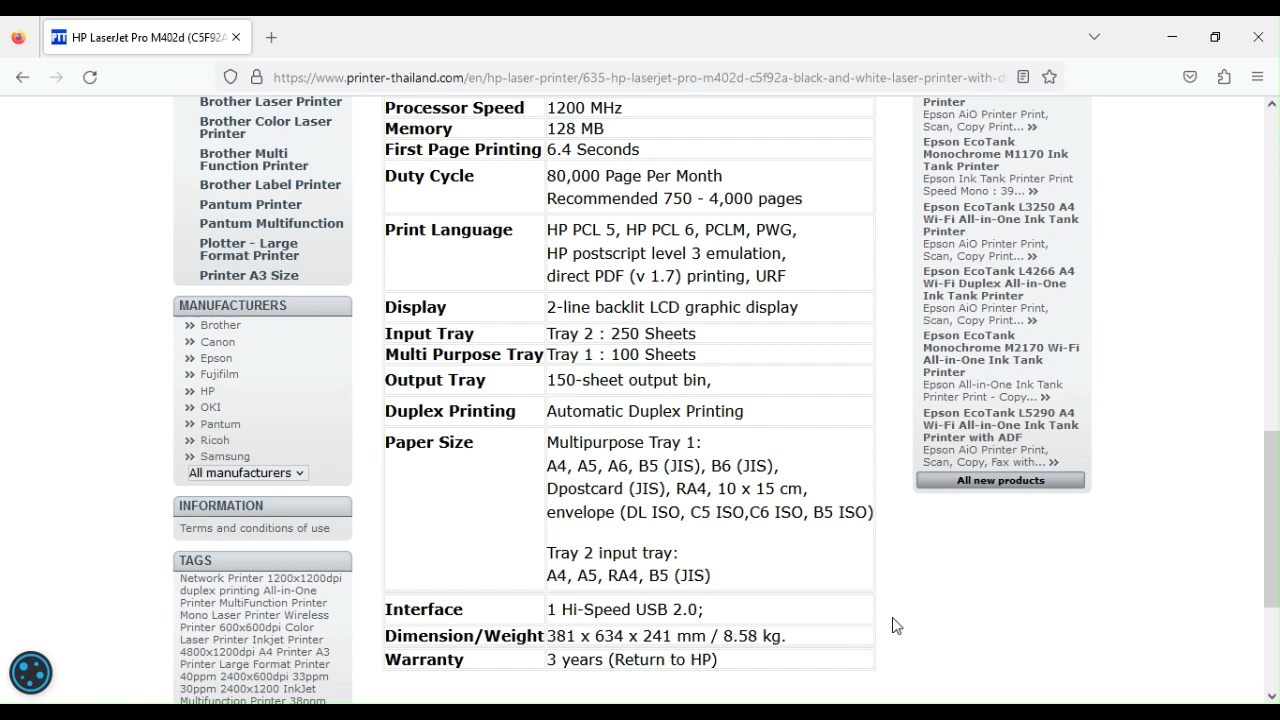 HP LaserJet Pro M402d (C5F92A
https://www.printer-thailand.com/en/hp-laser-printer/635-hp-laserjet-pro-m402d-c5f92a-black-and-white-laser-printer-with-d
Brother Laser Printer
Brother Color Laser
Printer
Brother Multi
Function Printer
Brother Label Printer
Pantum Printer
Pantum Multifunction
Plotter - Large
Format Printer
Printer A3 Size
MANUFACTURERS
Brother
Canon
Epson
Fujifilm
HP
OKI
Pantum
Ricoh
Samsung
All manufacturers
INFORMATION
Terms and conditions of use
TAGS
Network Printer 1200x1200dpi
duplex printing All-in-One
Printer MultiFunction Printer
Mono Laser Printer Wireless
Printer 600x600dpi Color
Laser Printer Inkjet Printer
4800x1200dpi A4 Printer A3
Printer Large Format Printer
40ppm 2400x600dpi 33ppm
30ppm 2400x1200 InkJet
Multifunction Printer 38ppm
Processor Speed 1200 MHz
Memory 128 MB
First Page Printing 6.4 Seconds
Duty Cycle 80,000 Page Per Month
Recommended 750 - 4,000 pages
Print Language HP PCL 5, HP PCL 6, PCLM, PWG,
HP postscript level 3 emulation,
direct PDF (v 1.7) printing, URF
Display 2-line backlit LCD graphic display
Input Tray Tray 2 : 250 Sheets
Multi Purpose Tray Tray 1 : 100 Sheets
Output Tray 150-sheet output bin,
Duplex Printing Automatic Duplex Printing
Paper Size Multipurpose Tray 1:
A4, A5, A6, B5 (JIS), B6 (JIS),
Dpostcard (JIS), RA4, 10 x 15 cm,
envelope (DL ISO, C5 ISO,C6 ISO, B5 ISO)
Tray 2 input tray:
A4, A5, RA4, B5 (JIS)
Interface 1 Hi-Speed USB 2.0;
Dimension/Weight 381 x 634 x 241 mm / 8.58 kg.
Warranty 3 years (Return to HP)
Printer
Epson AiO Printer Print,
Scan, Copy Print... »
Epson EcoTank
Monochrome M1170 Ink
Tank Printer
Epson Ink Tank Printer Print
Speed Mono : 39... »
Epson EcoTank L3250 A4
Wi-Fi All-in-One Ink Tank
Printer
Epson AiO Printer Print,
Scan, Copy Print... »
Epson EcoTank L4266 A4
Wi-Fi Duplex All-in-One
Ink Tank Printer
Epson AiO Printer Print,
Scan, Copy Print... »
Epson EcoTank
Monochrome M2170 Wi-Fi
All-in-One Ink Tank
Printer
Epson All-in-One Ink Tank
Printer Print - Copy... »
Epson EcoTank L5290 A4
Wi-Fi All-in-One Ink Tank
Printer with ADF
Epson AiO Printer Print,
Scan, Copy, Fax with... »
All new products